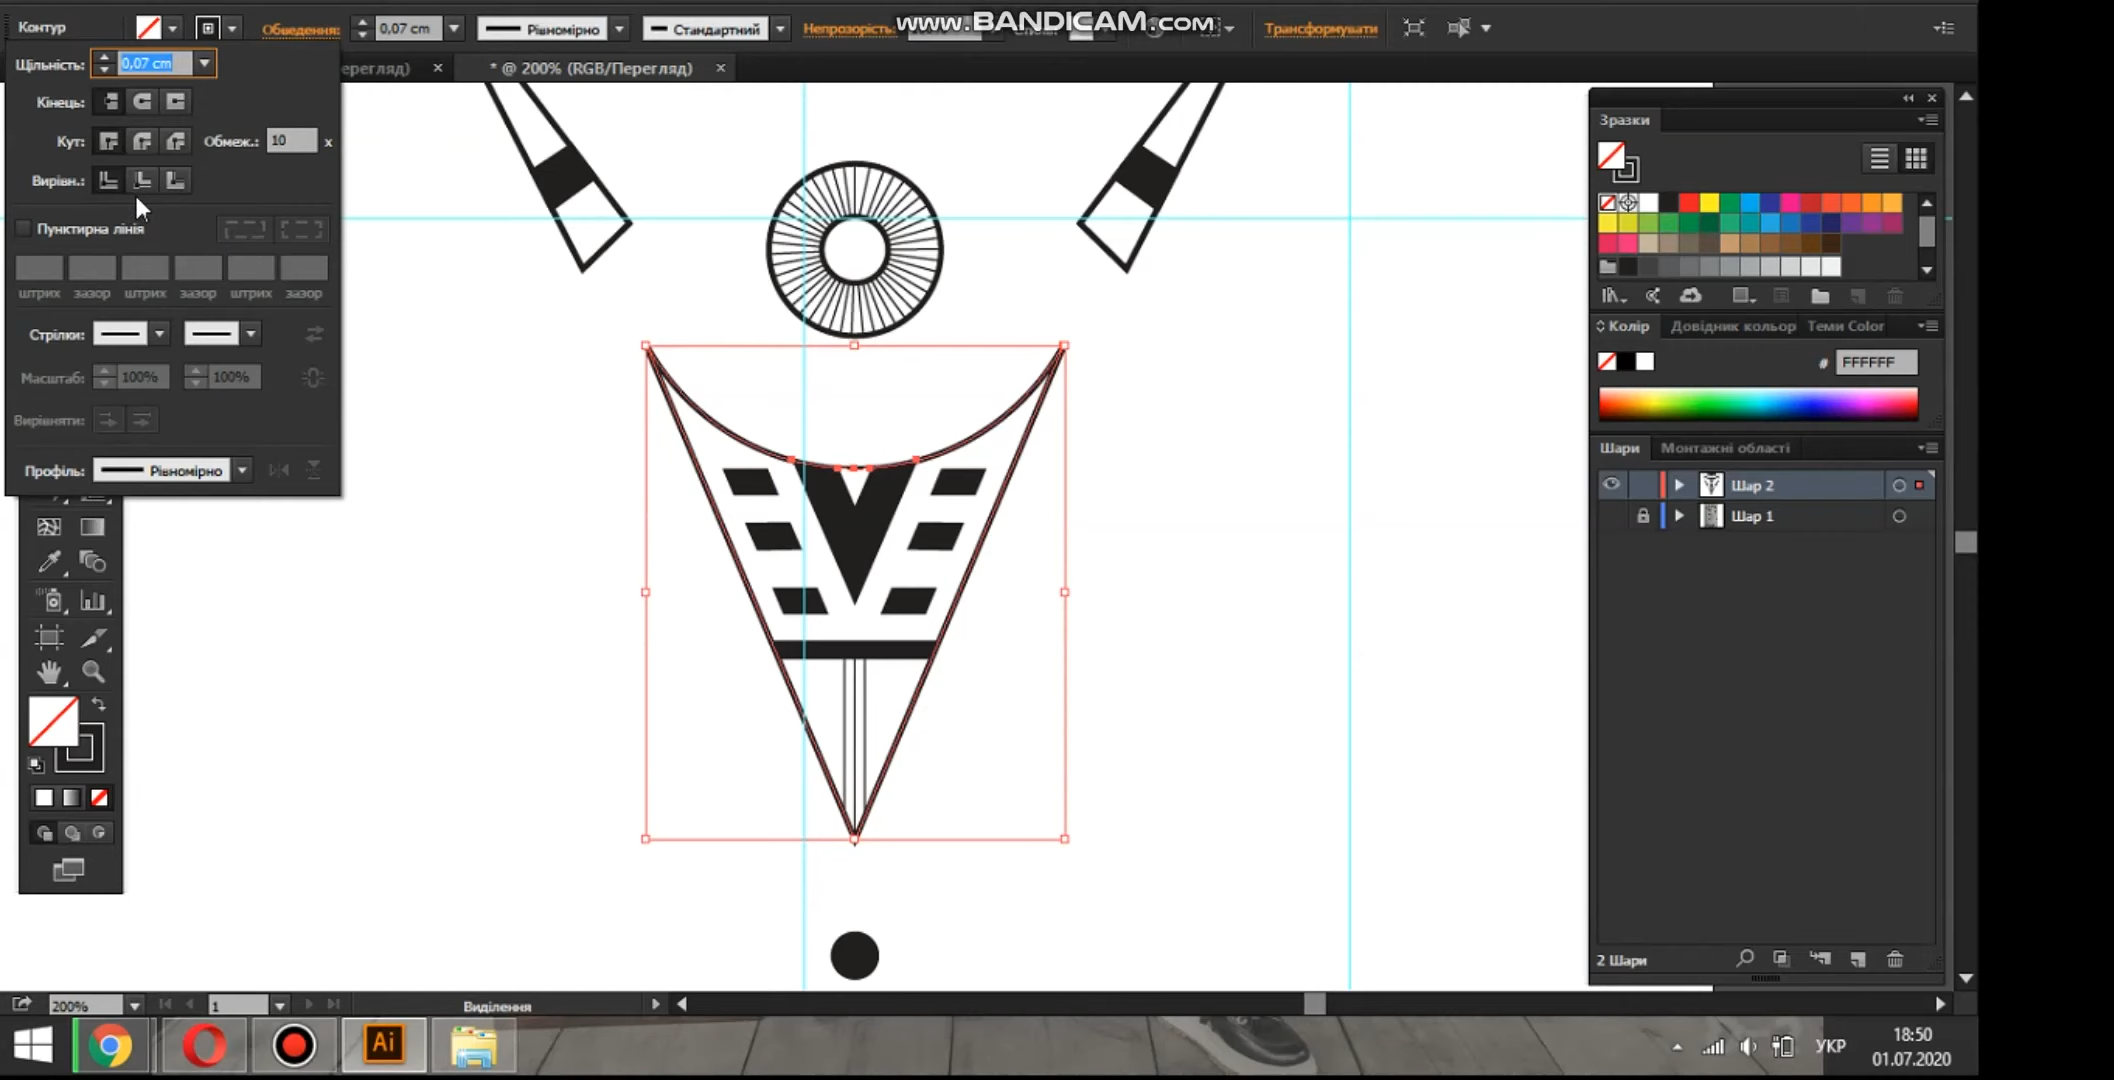 www.BANDICAM.com
Контур
Обведення:
0,07 cm
Рівномірно
Стандартний
Непрозорість:
Трансформувати
Щільність:
0,07 cm
ерегляд)
* @ 200% (RGB/Перегляд)
Кінець:
Кут:
Обмеж.:
10
x
Вирівн.:
Пунктирна лінія
штрих
зазор
штрих
зазор
штрих
зазор
Стрілки:
Масштаб:
100%
100%
Вирівняти:
Профіль:
Рівномірно
Зразки
Колір
Довідник кольор
Теми Color
#
FFFFFF
Шари
Монтажні області
Шар 2
Шар 1
2 Шари
200%
1
Виділення
Ai
УКР
18:50
01.07.2020